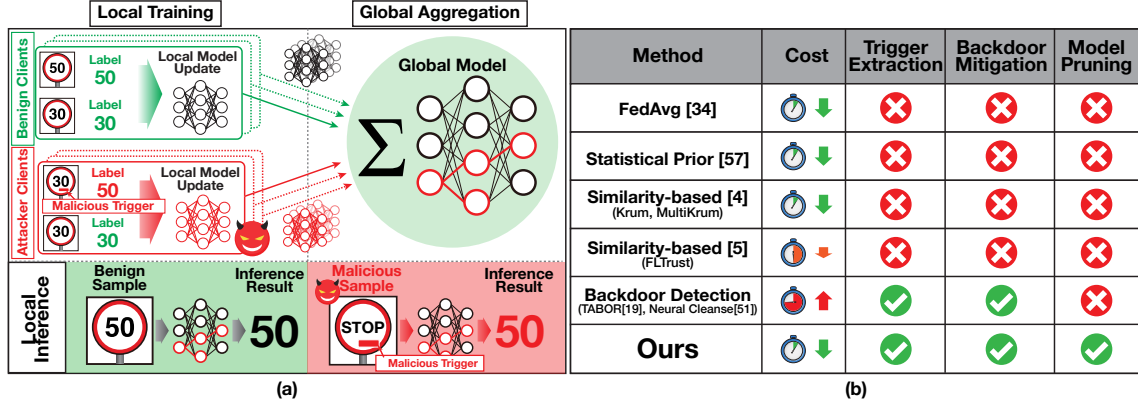 Local Training
Global Aggregation
Benign Clients
50
Label
50
30
Label
30
Local Model
Update
Global Model
Σ
Attacker Clients
30
Label
50
Malicious Trigger
30
Label
30
Local Model
Update
Local
Inference
Benign
Sample
50
Inference
Result
50
Malicious
Sample
STOP
Malicious Trigger
Inference
Result
50
(a)
Method
Cost
Trigger
Extraction
Backdoor
Mitigation
Model
Pruning
FedAvg [34]
Statistical Prior [57]
Similarity-based [4]
(Krum, MultiKrum)
Similarity-based [5]
(FLTrust)
Backdoor Detection
(TABOR[19], Neural Cleanse[51])
Ours
(b)